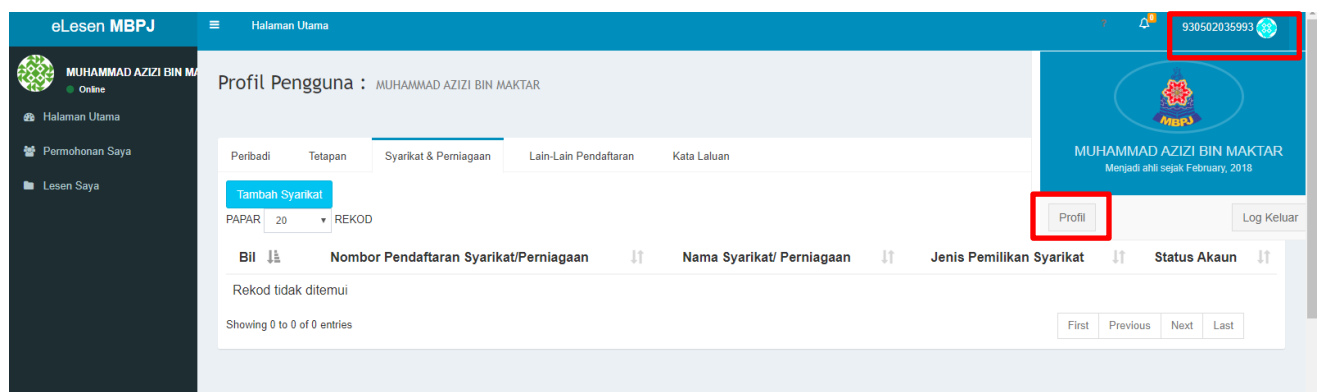 eLesen MBPJ
Halaman Utama
?
0
930502035993
MUHAMMAD AZIZI BIN MA
Online
Halaman Utama
Permohonan Saya
Lesen Saya
Profil Pengguna : MUHAMMAD AZIZI BIN MAKTAR
MBPJ
MUHAMMAD AZIZI BIN MAKTAR
Menjadi ahli sejak February, 2018
Profil
Log Keluar
Peribadi
Tetapan
Syarikat & Perniagaan
Lain-Lain Pendaftaran
Kata Laluan
Tambah Syarikat
PAPAR 20 REKOD
Bil
Nombor Pendaftaran Syarikat/Perniagaan
Nama Syarikat/ Perniagaan
Jenis Pemilikan Syarikat
Status Akaun
Rekod tidak ditemui
Showing 0 to 0 of 0 entries
First
Previous
Next
Last